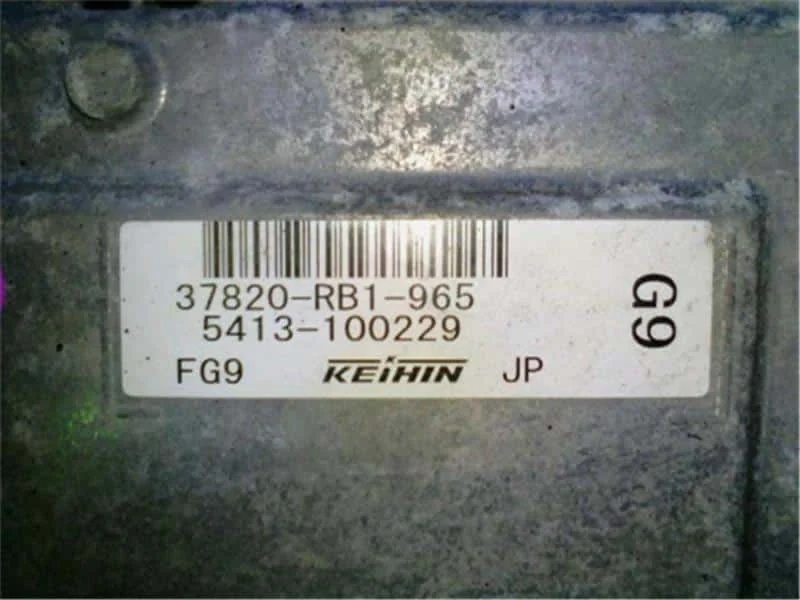 37820-RB1-965
5413-100229
FG9 KEIHIN JP
G9